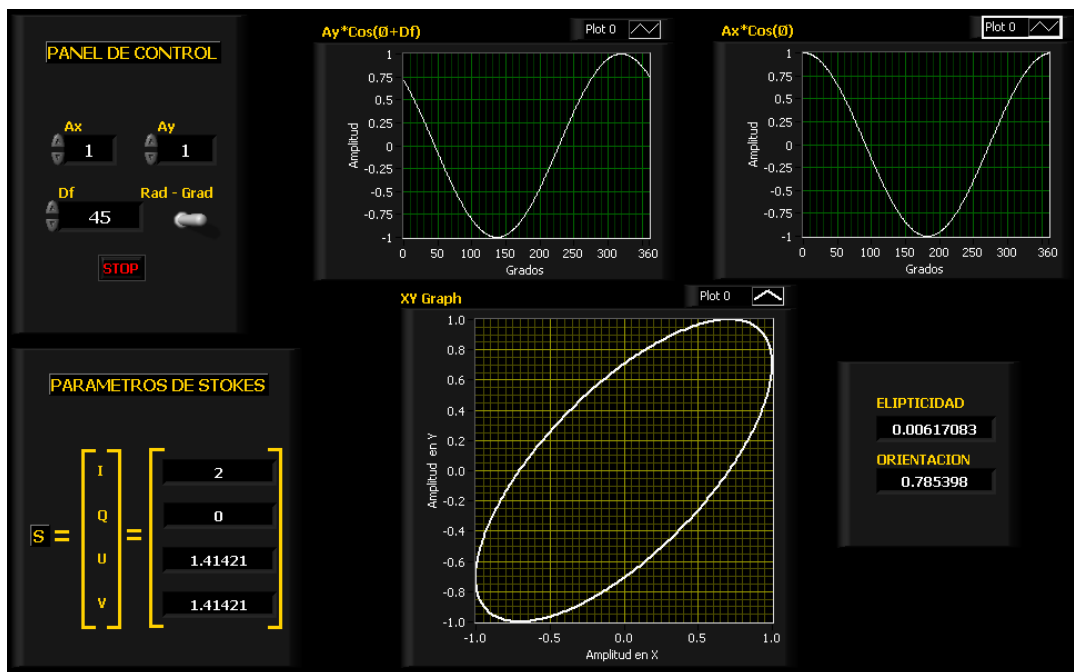 PANEL DE CONTROL
Ax Ay
1 1
Df Rad - Grad
45
STOP
Ay*Cos(Ø+Df) Plot 0
1
0.75
0.5
0.25
0
-0.25
-0.5
-0.75
-1
Amplitud
0 50 100 150 200 250 300 360
Grados
Ax*Cos(Ø) Plot 0
1
0.75
0.5
0.25
0
-0.25
-0.5
-0.75
-1
Amplitud
0 50 100 150 200 250 300 360
Grados
PARAMETROS DE STOKES
S = I = 2
Q 0
U 1.41421
V 1.41421
XY Graph Plot 0
1.0
0.8
0.6
0.4
0.2
0.0
-0.2
-0.4
-0.6
-0.8
-1.0
Amplitud en Y
-1.0 -0.5 0.0 0.5 1.0
Amplitud en X
ELIPTICIDAD
0.00617083
ORIENTACION
0.785398